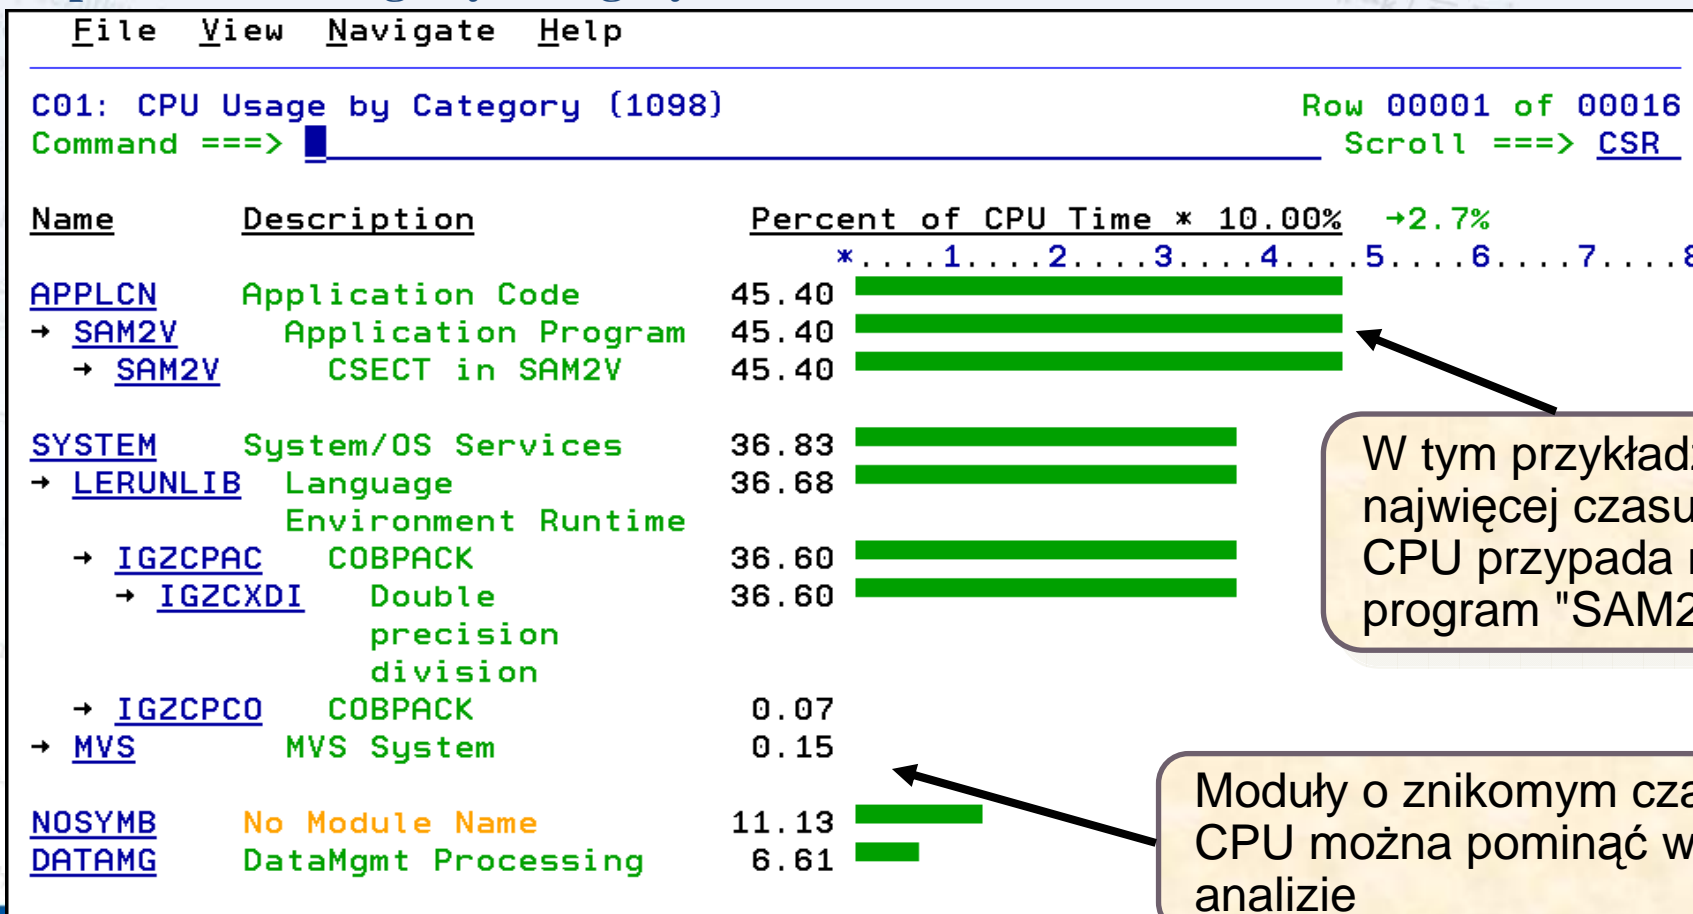 File View Navigate Help
C01: CPU Usage by Category (1098) Row 00001 of 00016
Command ===> Scroll ===> CSR
Name Description Percent of CPU Time * 10.00% →2.7%
*....1....2....3....4....5....6....7....8
APPLCN Application Code 45.40
→ SAM2V Application Program 45.40
→ SAM2V CSECT in SAM2V 45.40
SYSTEM System/OS Services 36.83
→ LERUNLIB Language 36.68
Environment Runtime
→ IGZCPAC COBPACK 36.60
→ IGZCXDI Double 36.60
precision
division
→ IGZCPCO COBPACK 0.07
→ MVS MVS System 0.15
NOSYMB No Module Name 11.13
DATAMG DataMgmt Processing 6.61
W tym
najwięcej czasu
CPU przypada
program "SAM2
Moduły o znikomym
CPU można pominąć w
analizie